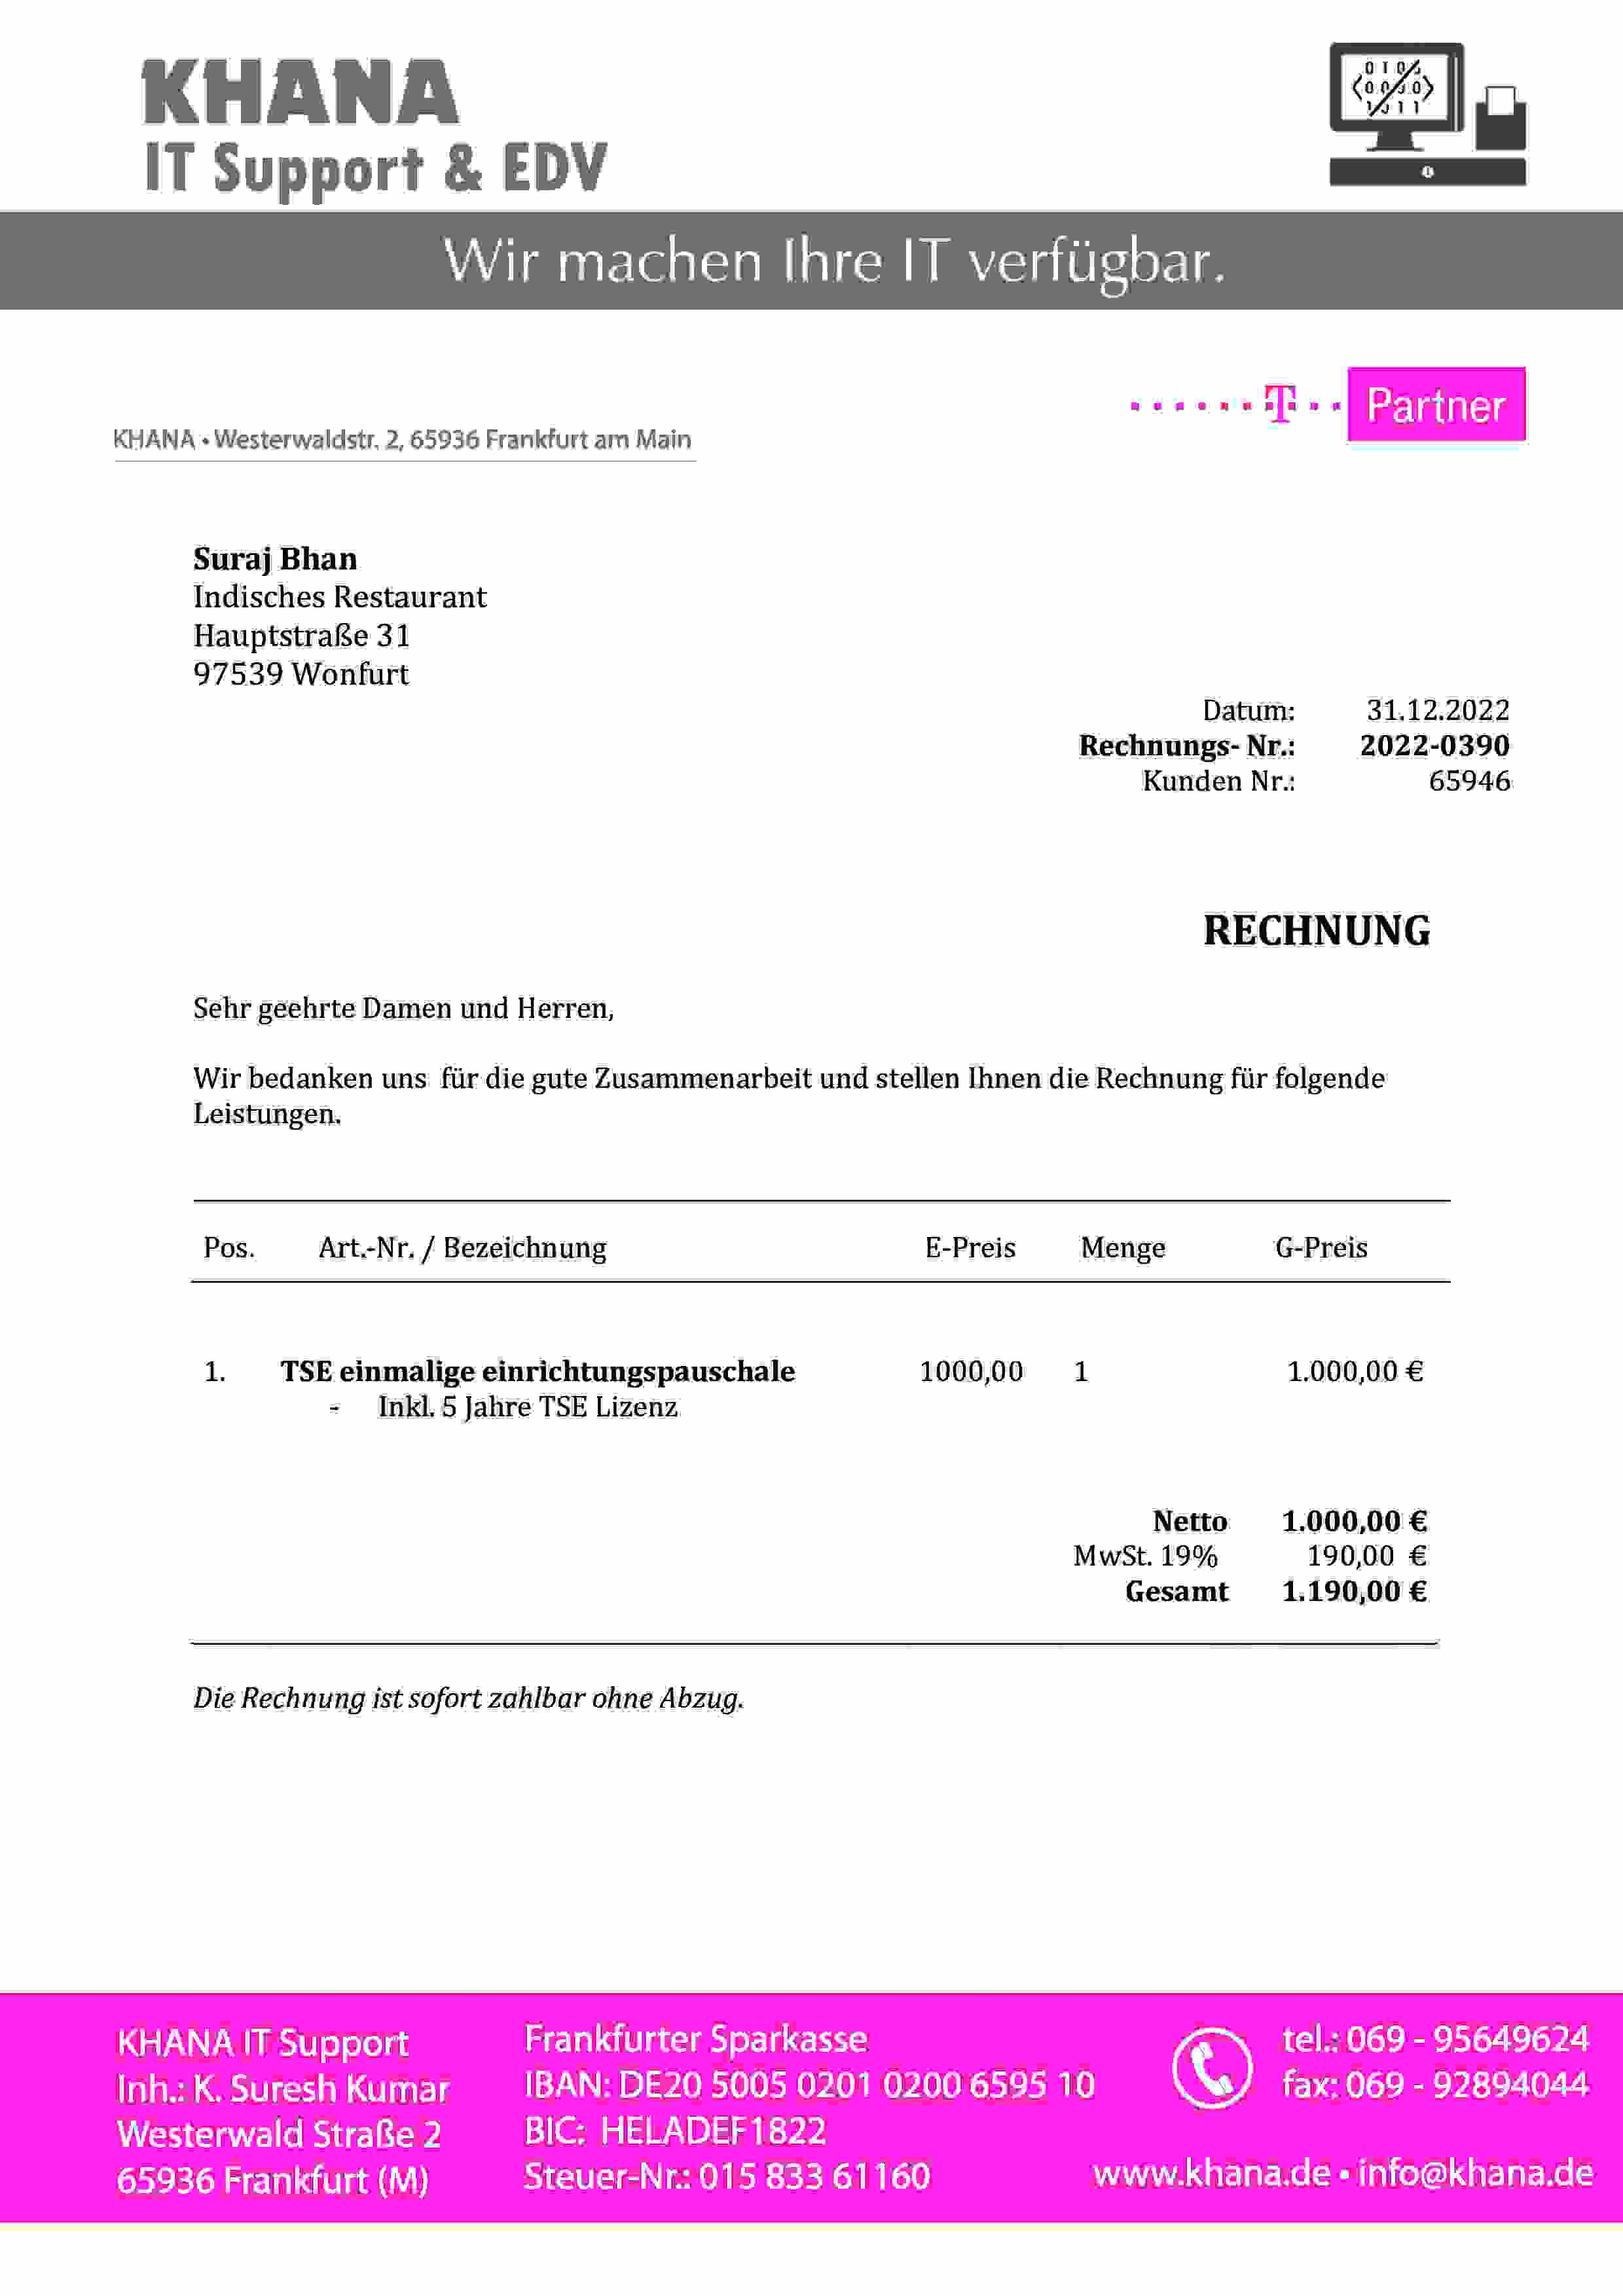 KHANA
IT Support & EDV
Wir machen Ihre IT verfügbar.
T Partner
KHANA • Westerwaldstr. 2, 65936 Frankfurt am Main
Suraj Bhan
Indisches Restaurant
Hauptstraße 31
97539 Wonfurt
Datum: 31.12.2022
Rechnungs- Nr.: 2022-0390
Kunden Nr.: 65946
RECHNUNG
Sehr geehrte Damen und Herren,
Wir bedanken uns für die gute Zusammenarbeit und stellen Ihnen die Rechnung für folgende
Leistungen.
Pos. Art.-Nr. / Bezeichnung E-Preis Menge G-Preis
1. TSE einmalige einrichtungspauschale 1000,00 1 1.000,00 €
- Inkl. 5 Jahre TSE Lizenz
Netto 1.000,00 €
MwSt. 19% 190,00 €
Gesamt 1.190,00 €
Die Rechnung ist sofort zahlbar ohne Abzug.
KHANA IT Support
Inh.: K. Suresh Kumar
Westerwald Straße 2
65936 Frankfurt (M)
Frankfurter Sparkasse
IBAN: DE20 5005 0201 0200 6595 10
BIC: HELADEF1822
Steuer-Nr.: 015 833 61160
tel.: 069 - 95649624
fax: 069 - 92894044
www.khana.de • info@khana.de